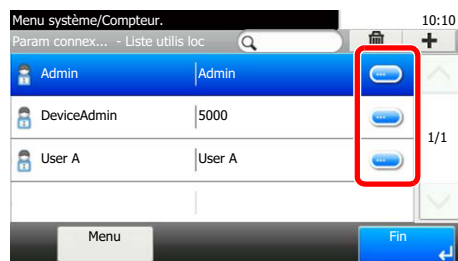 Menu système/Compteur. 10:10
Param connex... - Liste utilis loc
Admin Admin
DeviceAdmin 5000
1/1
User A User A
Menu Fin